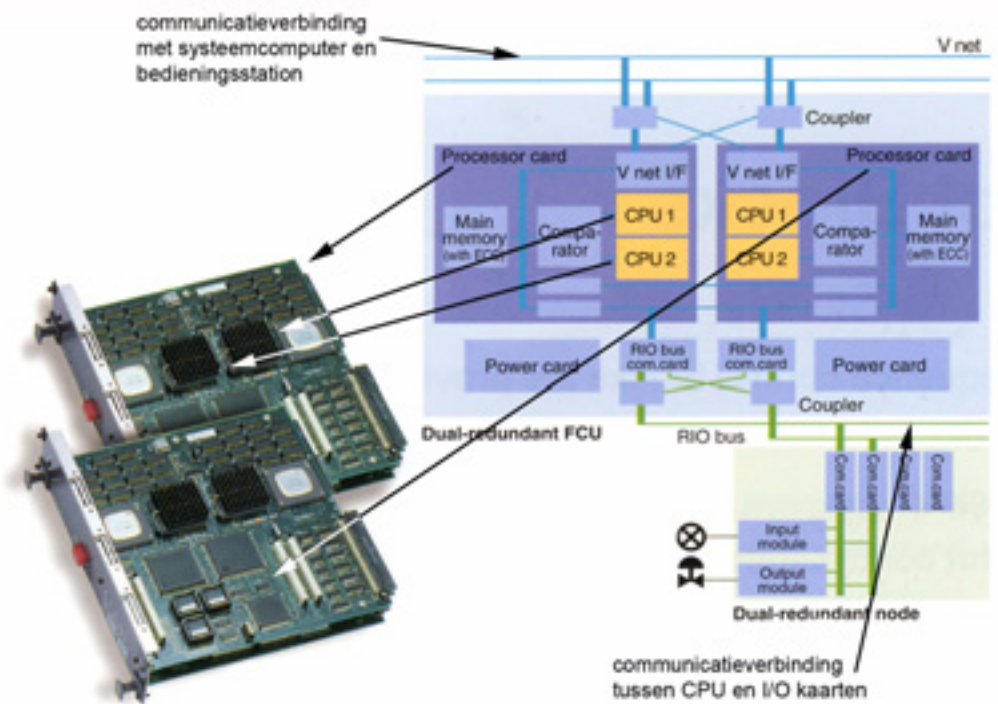 communicatieverbinding
met systeemcomputer en
bedieningsstation
V net
Coupler
Processor card
Processor card
V net I/F
V net I/F
CPU 1
CPU 1
Main
memory
(with ECC)
Compa-
rator
Compa-
rator
Main
memory
(with ECC)
CPU 2
CPU 2
Power card
RIO bus
com.card
RIO bus
com.card
Power card
Coupler
Dual-redundant FCU
RIO bus
Com.card
Com.card
Com.card
Com.card
Input
module
Output
module
Dual-redundant node
communicatieverbinding
tussen CPU en I/O kaarten